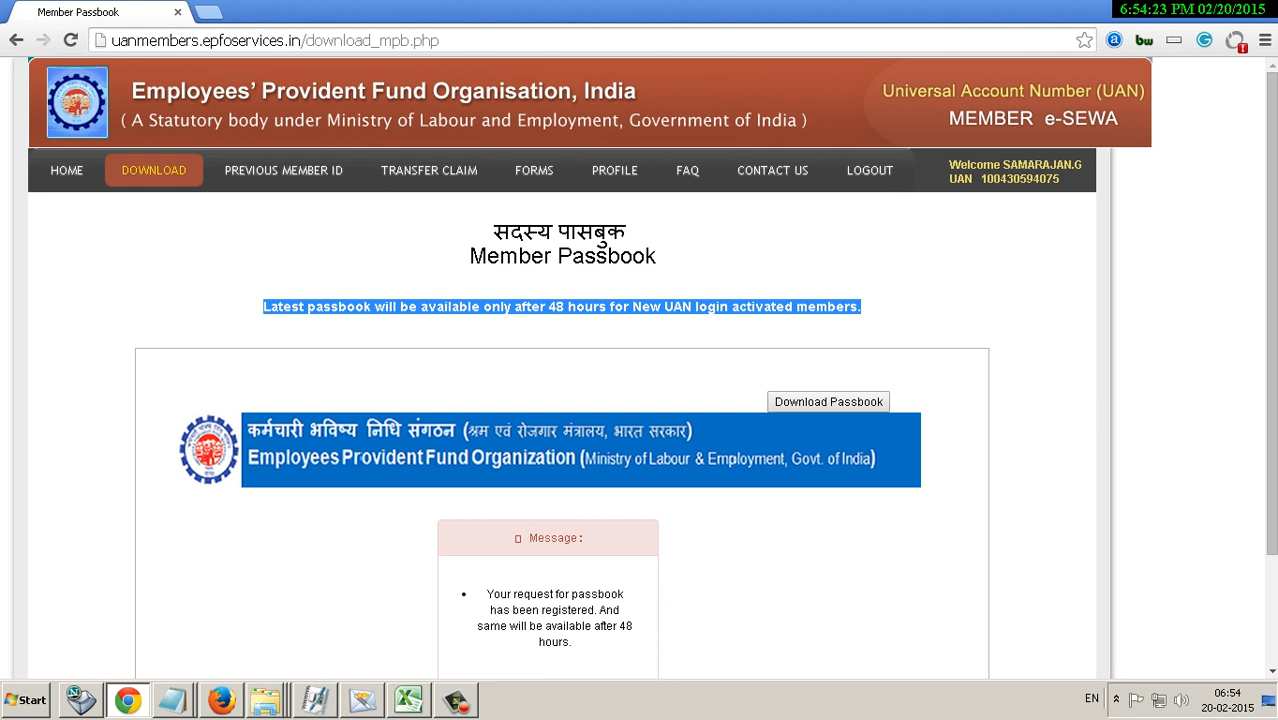 Member Passbook
6:54:23 PM 02/20/2015
uanmembers.epfoservices.in/download_mpb.php
Employees' Provident Fund Organisation, India
( A Statutory body under Ministry of Labour and Employment, Government of India )
Universal Account Number (UAN)
MEMBER e-SEWA
HOME DOWNLOAD PREVIOUS MEMBER ID TRANSFER CLAIM FORMS PROFILE FAQ CONTACT US LOGOUT
Welcome SAMARAJAN.G
UAN 100430594075
सदस्य पासबुक
Member Passbook
Latest passbook will be available only after 48 hours for New UAN login activated members.
Download Passbook
कर्मचारी भविष्य निधि संगठन (श्रम एवं रोजगार मंत्रालय, भारत सरकार)
Employees Provident Fund Organization (Ministry of Labour & Employment, Govt. of India)
Message:
Your request for passbook
has been registered. And
same will be available after 48
hours.
Start
EN
06:54
20-02-2015